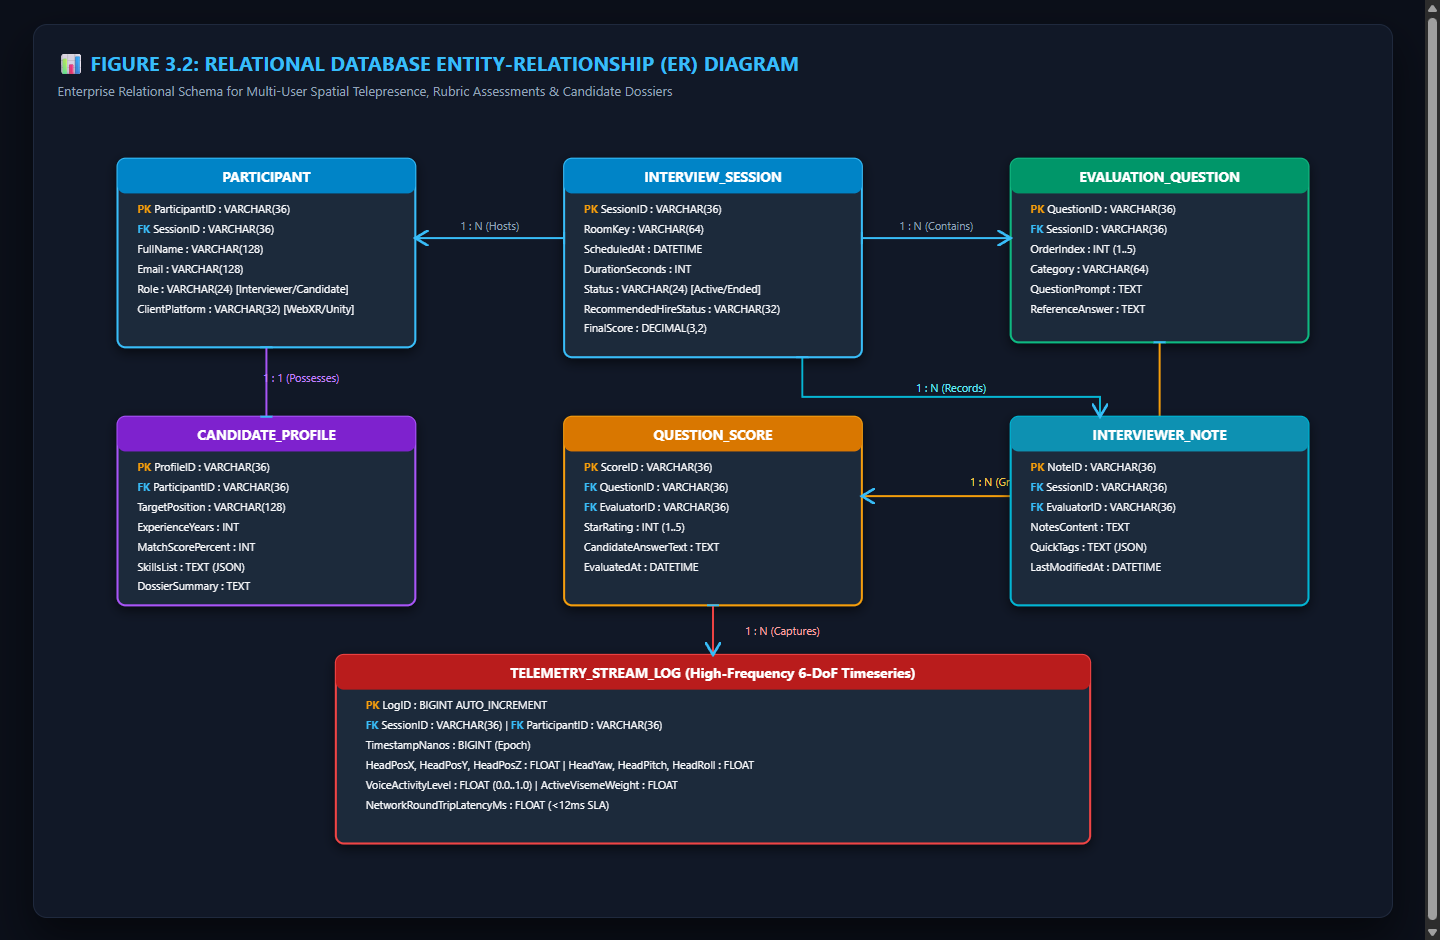 FIGURE 3.2: RELATIONAL DATABASE ENTITY-RELATIONSHIP (ER) DIAGRAM
Enterprise Relational Schema for Multi-User Spatial Telepresence, Rubric Assessments & Candidate Dossiers
PARTICIPANT
PK ParticipantID : VARCHAR(36)
FK SessionID : VARCHAR(36)
FullName : VARCHAR(128)
Email : VARCHAR(128)
Role : VARCHAR(24) [Interviewer/Candidate]
ClientPlatform : VARCHAR(32) [WebXR/Unity]
1 : N (Hosts)
INTERVIEW_SESSION
PK SessionID : VARCHAR(36)
RoomKey : VARCHAR(64)
ScheduledAt : DATETIME
DurationSeconds : INT
Status : VARCHAR(24) [Active/Ended]
RecommendedHireStatus : VARCHAR(32)
FinalScore : DECIMAL(3,2)
1 : N (Contains)
EVALUATION_QUESTION
PK QuestionID : VARCHAR(36)
FK SessionID : VARCHAR(36)
OrderIndex : INT (1..5)
Category : VARCHAR(64)
QuestionPrompt : TEXT
ReferenceAnswer : TEXT
1 : 1 (Possesses)
1 : N (Records)
CANDIDATE_PROFILE
PK ProfileID : VARCHAR(36)
FK ParticipantID : VARCHAR(36)
TargetPosition : VARCHAR(128)
ExperienceYears : INT
MatchScorePercent : INT
SkillsList : TEXT (JSON)
DossierSummary : TEXT
QUESTION_SCORE
PK ScoreID : VARCHAR(36)
FK QuestionID : VARCHAR(36)
FK EvaluatorID : VARCHAR(36)
StarRating : INT (1..5)
CandidateAnswerText : TEXT
EvaluatedAt : DATETIME
1 : N (Gr
INTERVIEWER_NOTE
PK NoteID : VARCHAR(36)
FK SessionID : VARCHAR(36)
FK EvaluatorID : VARCHAR(36)
NotesContent : TEXT
QuickTags : TEXT (JSON)
LastModifiedAt : DATETIME
1 : N (Captures)
TELEMETRY_STREAM_LOG (High-Frequency 6-DoF Timeseries)
PK LogID : BIGINT AUTO_INCREMENT
FK SessionID : VARCHAR(36) | FK ParticipantID : VARCHAR(36)
TimestampNanos : BIGINT (Epoch)
HeadPosX, HeadPosY, HeadPosZ : FLOAT | HeadYaw, HeadPitch, HeadRoll : FLOAT
VoiceActivityLevel : FLOAT (0.0..1.0) | ActiveVisemeWeight : FLOAT
NetworkRoundTripLatencyMs : FLOAT (<12ms SLA)